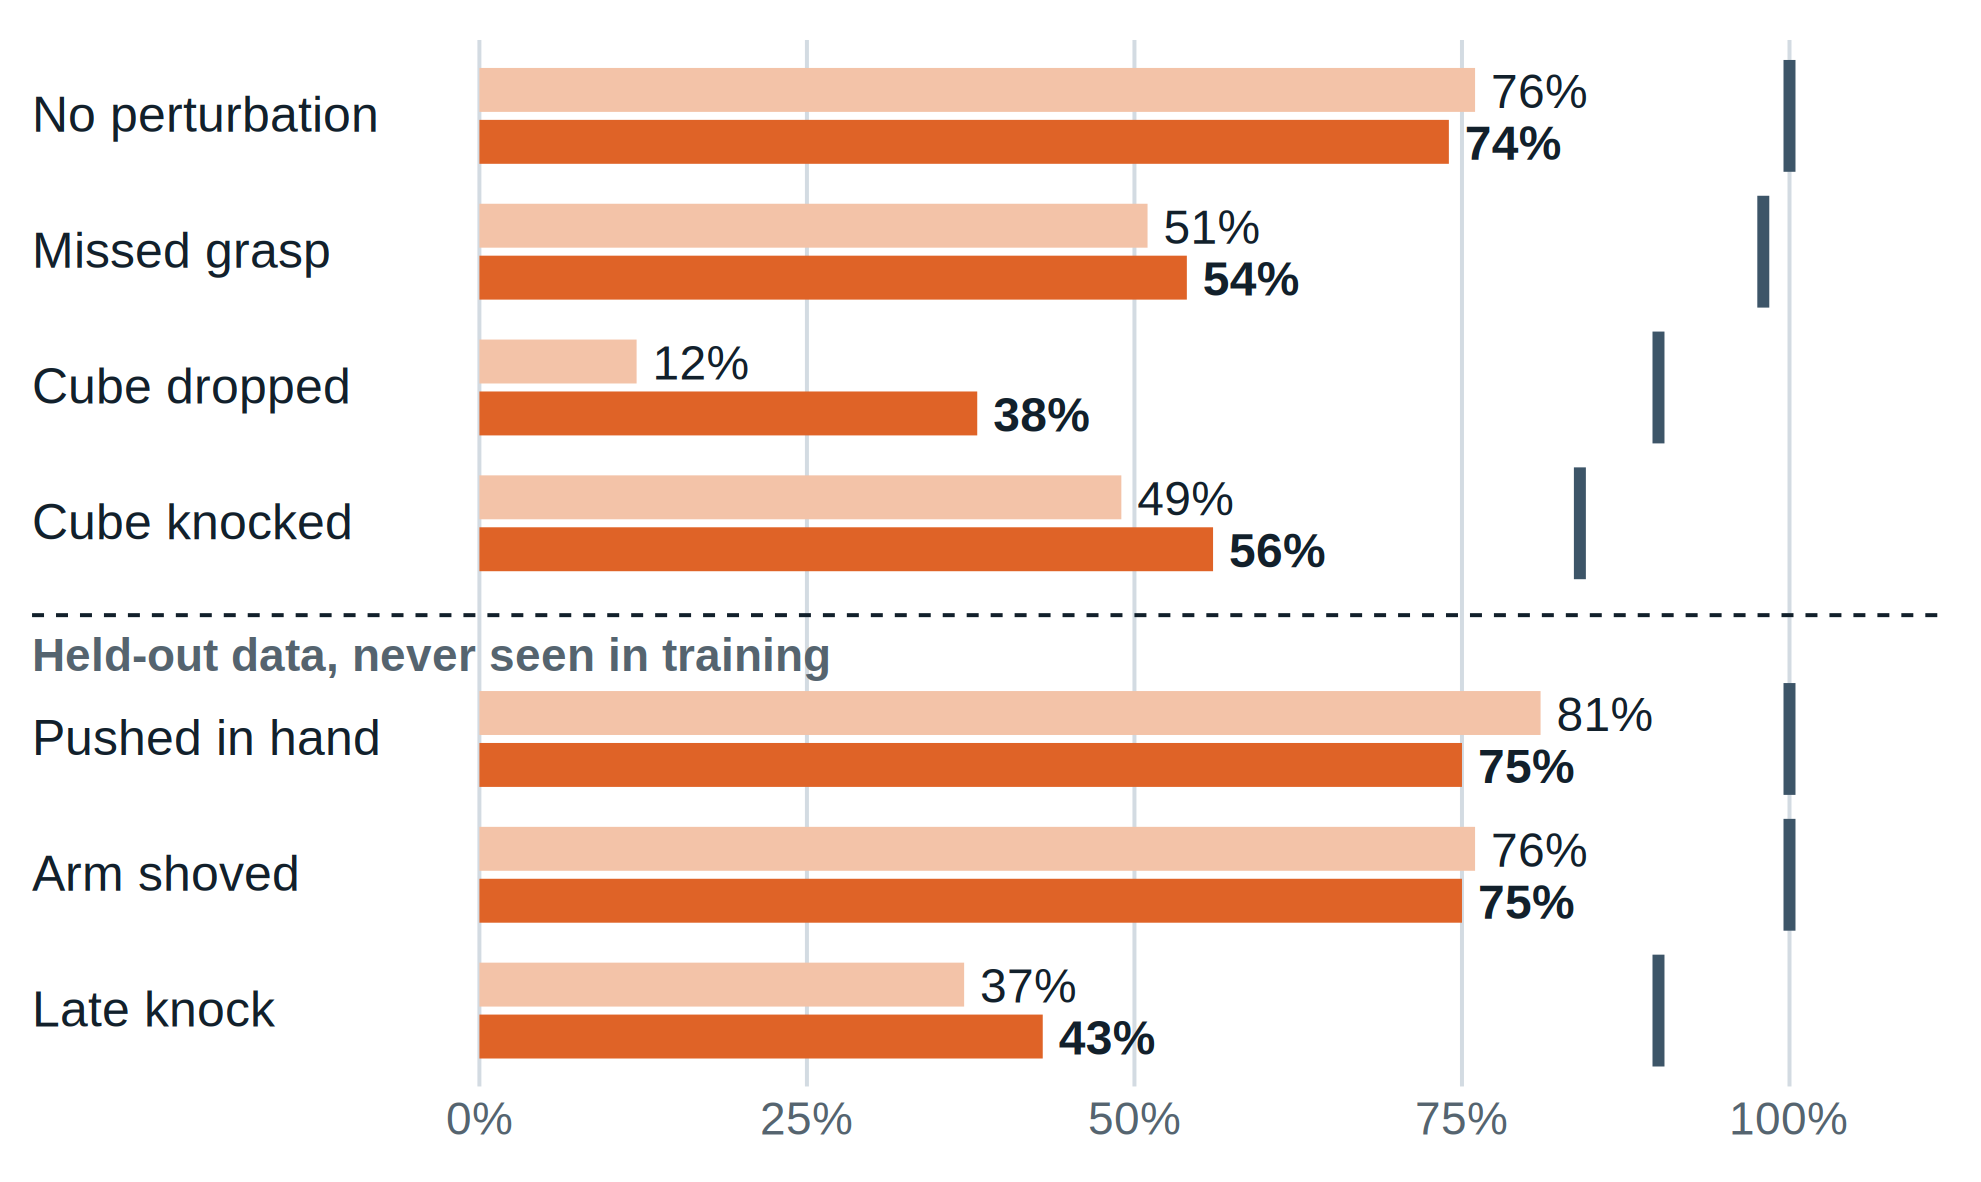 No perturbation
76%
74%
Missed grasp
51%
54%
Cube dropped
12%
38%
Cube knocked
49%
56%
Held-out data, never seen in training
Pushed in hand
81%
75%
Arm shoved
76%
75%
Late knock
37%
43%
0% 25% 50% 75% 100%